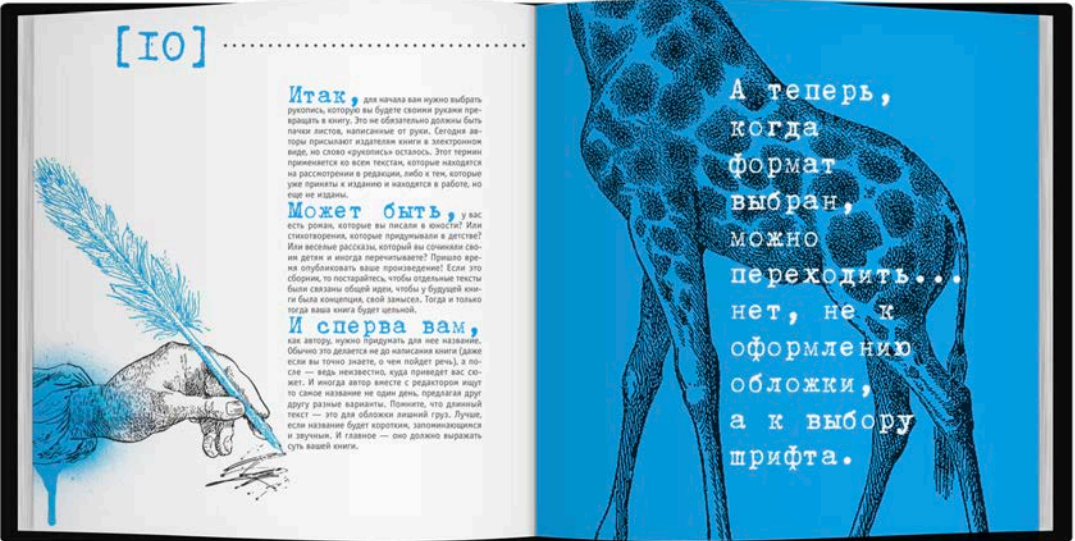 [10]
Итак, для начала вам нужно выбрать
рукопись, которую вы будете своими руками пре-
вращать в книгу. Это не обязательно должны быть
пачки листов, написанные от руки. Сегодня ав-
торы присылают издателям книги в электронном
виде, но слово «рукопись» осталось. Этот термин
применяется ко всем текстам, которые находятся
на рассмотрении в редакции, либо к тем, которые
уже приняты к изданию и находятся в работе, но
еще не изданы.
Может быть, у вас
есть роман, которые вы писали в юности? Или
стихотворения, которые придумывали в детстве?
Или веселые рассказы, который вы сочиняли сво-
им детям и иногда перечитываете? Пришло вре-
мя опубликовать ваше произведение! Если это
сборник, то постарайтесь, чтобы отдельные тексты
были связаны общей идеи, чтобы у будущей кни-
ги была концепция, свой замысел. Тогда и только
тогда ваша книга будет цельной.
И сперва вам,
как автору, нужно придумать для нее название.
Обычно это делается не до написания книги (даже
если вы точно знаете, о чем пойдет речь), а по-
сле — ведь неизвестно, куда приведет вас сю-
жет. И иногда автор вместе с редактором ищут
то самое название не один день, предлагая друг
другу разные варианты. Помните, что длинный
текст — это для обложки лишний груз. Лучше,
если название будет коротким, запоминающимся
и звучным. И главное — оно должно выражать
суть вашей книги.
А теперь,
когда
формат
выбран,
можно
переходить...
нет, не к
оформлению
обложки,
а к выбору
шрифта.